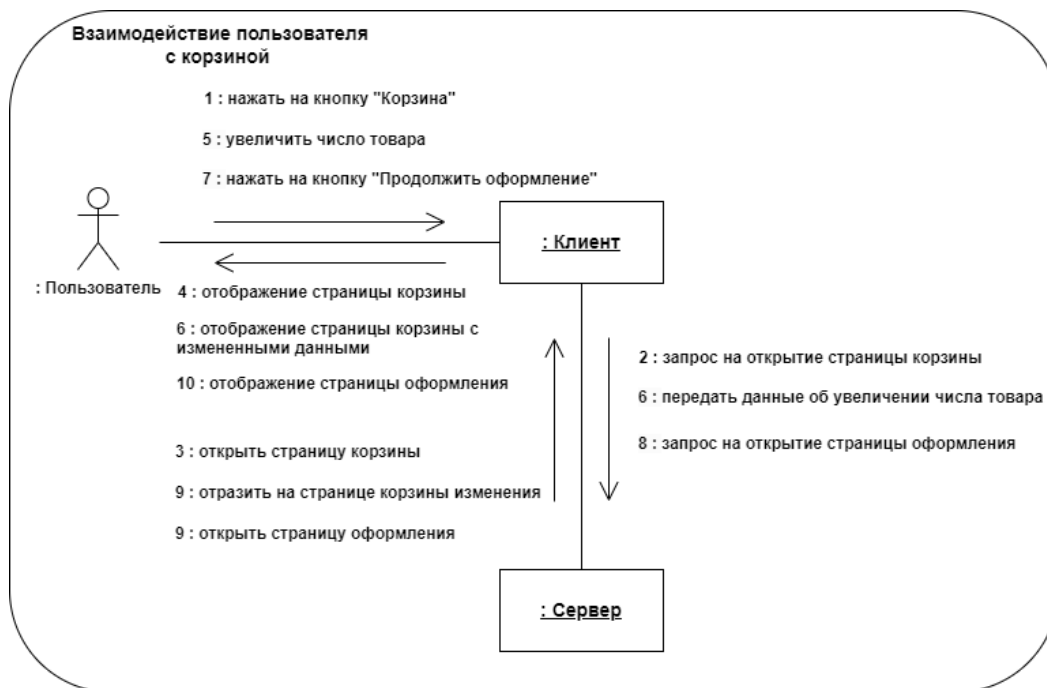 Взаимодействие пользователя
с корзиной
1 : нажать на кнопку "Корзина"
5 : увеличить число товара
7 : нажать на кнопку "Продолжить оформление"
: Клиент
: Пользователь
4 : отображение страницы корзины
6 : отображение страницы корзины с
измененными данными
10 : отображение страницы оформления
2 : запрос на открытие страницы корзины
6 : передать данные об увеличении числа товара
8 : запрос на открытие страницы оформления
3 : открыть страницу корзины
9 : отразить на странице корзины изменения
9 : открыть страницу оформления
: Сервер